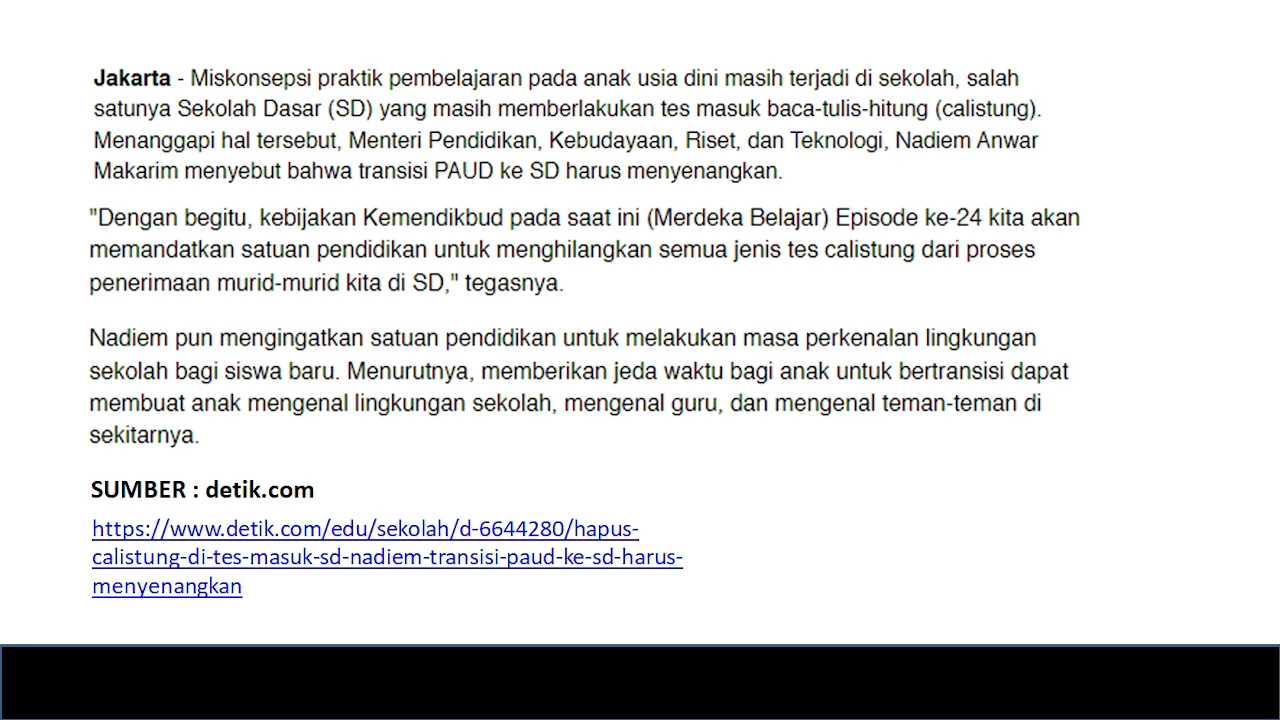 Jakarta - Miskonsepsi praktik pembelajaran pada anak usia dini masih terjadi di sekolah, salah
satunya Sekolah Dasar (SD) yang masih memberlakukan tes masuk baca-tulis-hitung (calistung).
Menanggapi hal tersebut, Menteri Pendidikan, Kebudayaan, Riset, dan Teknologi, Nadiem Anwar
Makarim menyebut bahwa transisi PAUD ke SD harus menyenangkan.
"Dengan begitu, kebijakan Kemendikbud pada saat ini (Merdeka Belajar) Episode ke-24 kita akan
memandatkan satuan pendidikan untuk menghilangkan semua jenis tes calistung dari proses
penerimaan murid-murid kita di SD," tegasnya.
Nadiem pun mengingatkan satuan pendidikan untuk melakukan masa perkenalan lingkungan
sekolah bagi siswa baru. Menurutnya, memberikan jeda waktu bagi anak untuk bertransisi dapat
membuat anak mengenal lingkungan sekolah, mengenal guru, dan mengenal teman-teman di
sekitarnya.
SUMBER : detik.com
https://www.detik.com/edu/sekolah/d-6644280/hapus-
calistung-di-tes-masuk-sd-nadiem-transisi-paud-ke-sd-harus-
menyenangkan